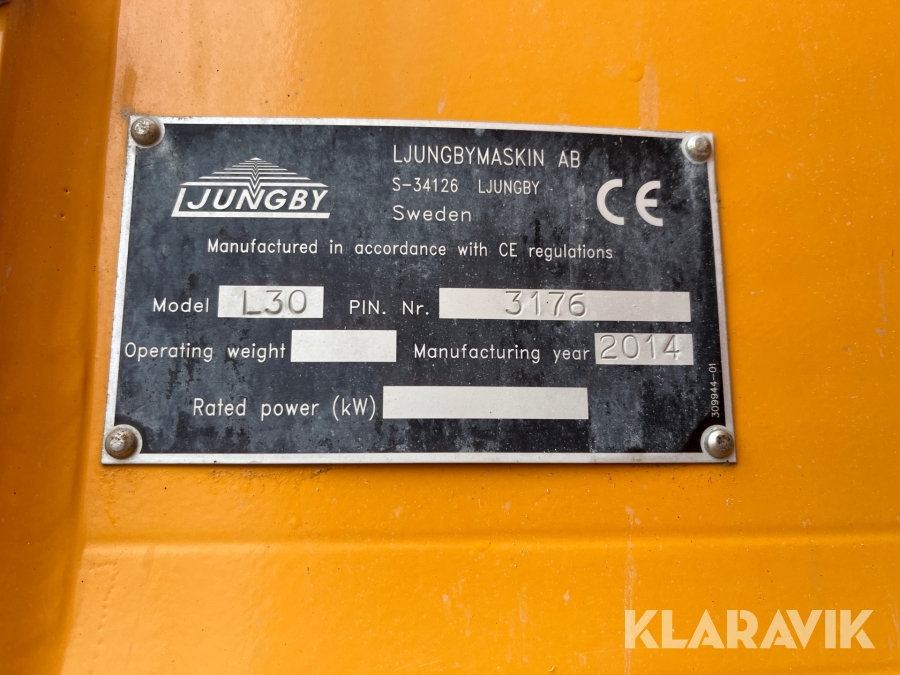 LJUNGBY
LJUNGBYMASKIN AB
S-34126 LJUNGBY
Sweden
CE
Manufactured in accordance with CE regulations
Model L30 PIN. Nr. 3176
Operating weight Manufacturing year 2014
Rated power (kW)
309944-01
KLARAVIK